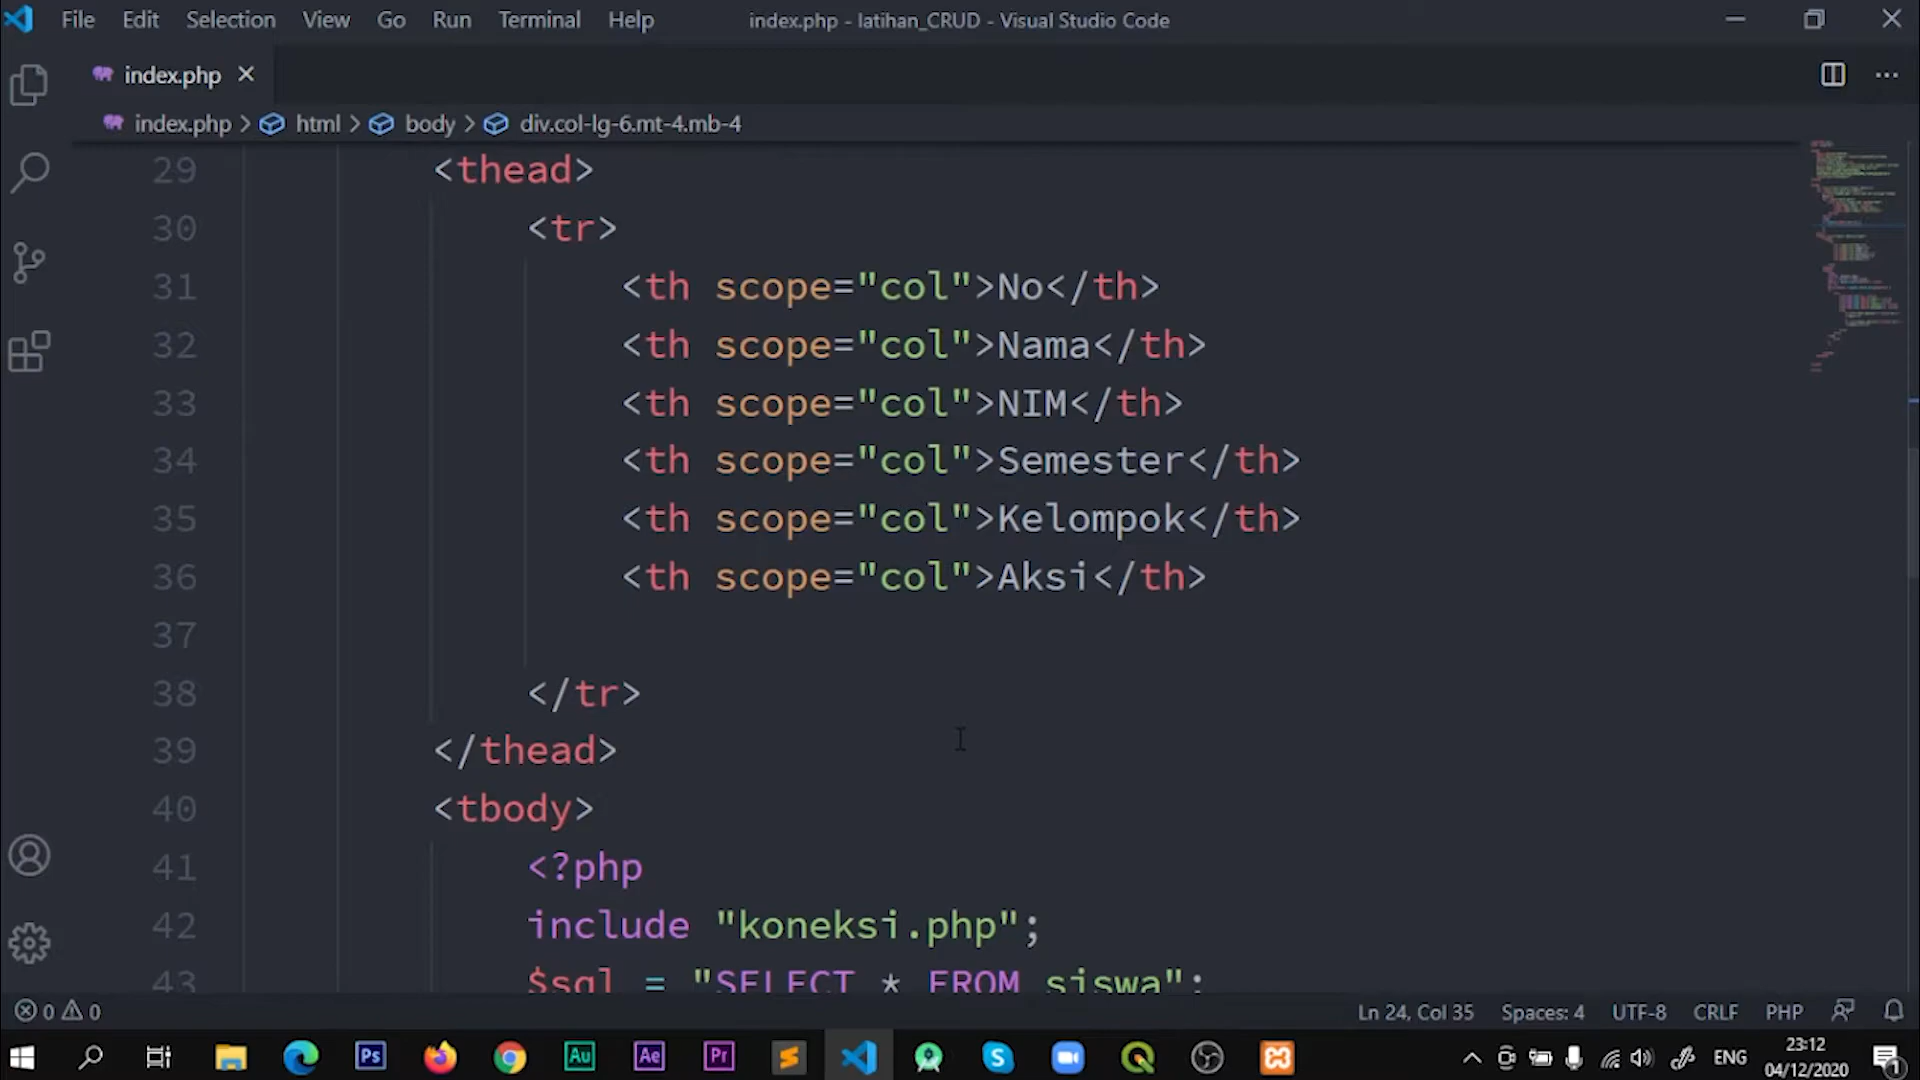 File Edit Selection View Go Run Terminal Help
index.php - latihan_CRUD - Visual Studio Code
index.php
index.php > html > body > div.col-lg-6.mt-4.mb-4
29 <thead>
30 <tr>
31 <th scope="col">No</th>
32 <th scope="col">Nama</th>
33 <th scope="col">NIM</th>
34 <th scope="col">Semester</th>
35 <th scope="col">Kelompok</th>
36 <th scope="col">Aksi</th>
37
38 </tr>
39 </thead>
40 <tbody>
41 <?php
42 include "koneksi.php";
43 $sql = "SELECT * FROM siswa";
0 0 Ln 24, Col 35 Spaces: 4 UTF-8 CRLF PHP
Ps Au Ae Pr ENG 23:12
04/12/2020 1